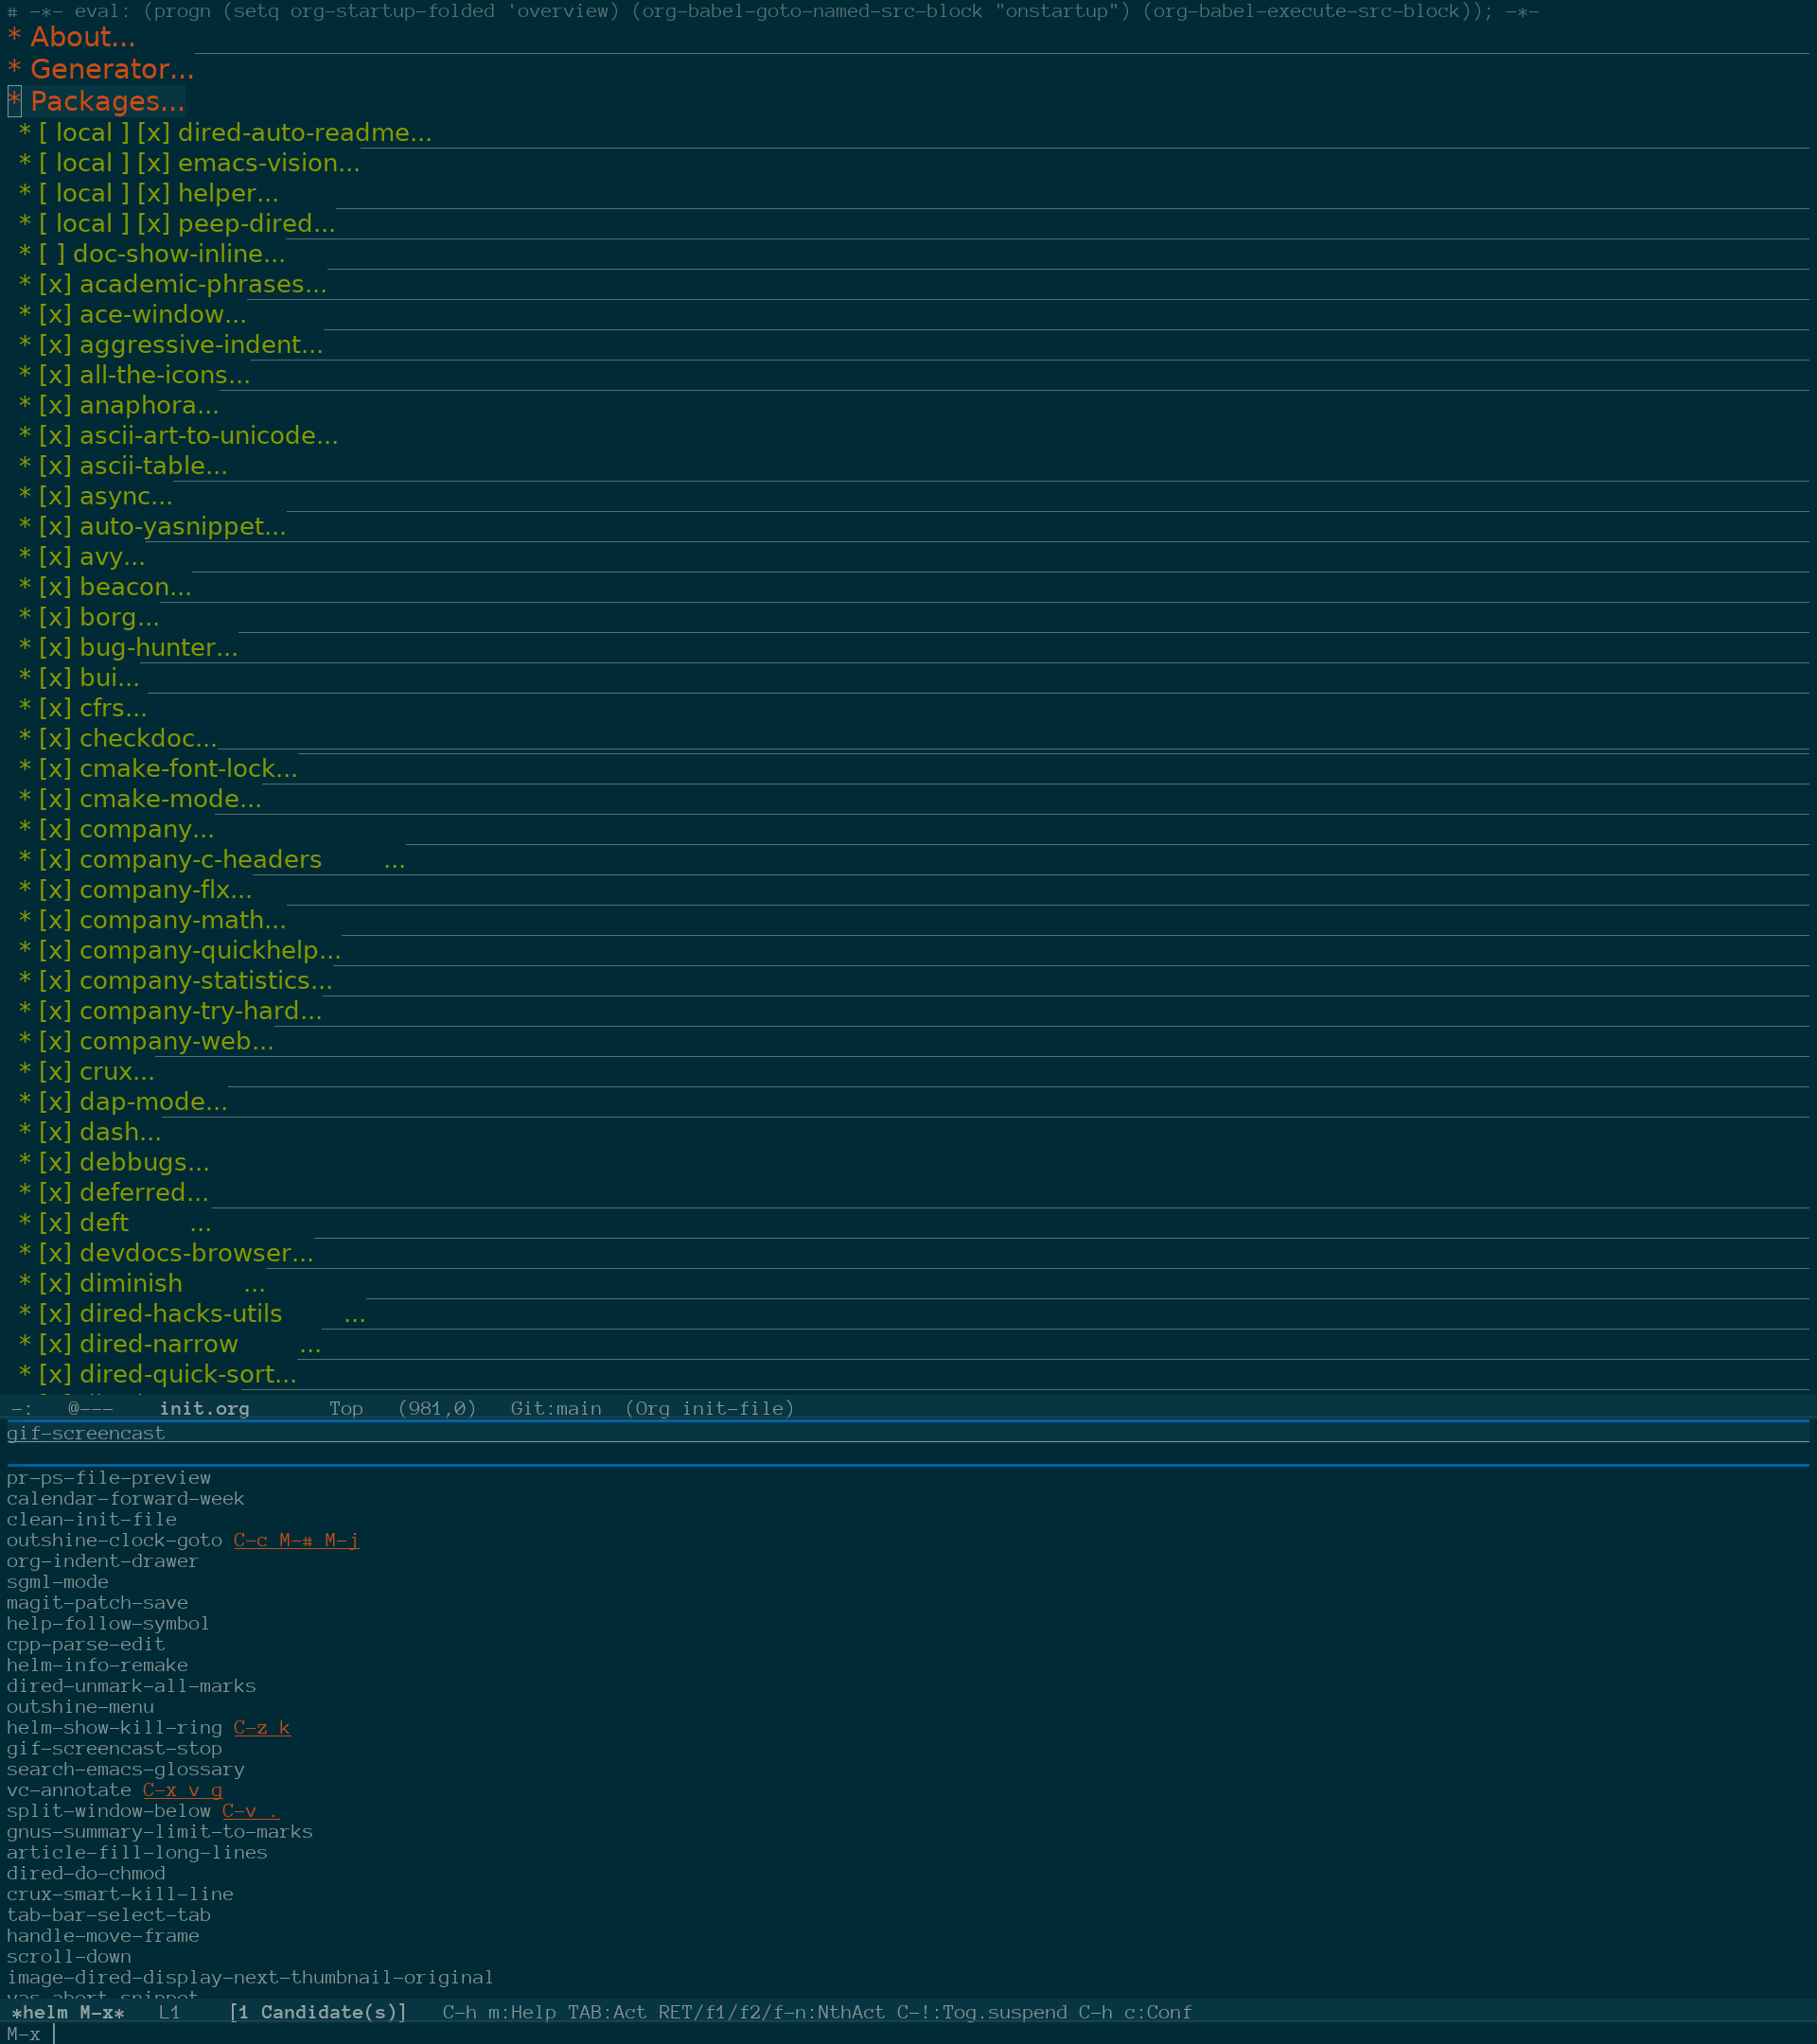 # -*- eval: (progn (setq org-startup-folded 'overview) (org-babel-goto-named-src-block "onstartup") (org-babel-execute-src-block)); -*-
* About...
* Generator...
* Packages...
* [ local ] [x] dired-auto-readme...
* [ local ] [x] emacs-vision...
* [ local ] [x] helper...
* [ local ] [x] peep-dired...
* [ ] doc-show-inline...
* [x] academic-phrases...
* [x] ace-window...
* [x] aggressive-indent...
* [x] all-the-icons...
* [x] anaphora...
* [x] ascii-art-to-unicode...
* [x] ascii-table...
* [x] async...
* [x] auto-yasnippet...
* [x] avy...
* [x] beacon...
* [x] borg...
* [x] bug-hunter...
* [x] bui...
* [x] cfrs...
* [x] checkdoc...
* [x] cmake-font-lock...
* [x] cmake-mode...
* [x] company...
* [x] company-c-headers ...
* [x] company-flx...
* [x] company-math...
* [x] company-quickhelp...
* [x] company-statistics...
* [x] company-try-hard...
* [x] company-web...
* [x] crux...
* [x] dap-mode...
* [x] dash...
* [x] debbugs...
* [x] deferred...
* [x] deft ...
* [x] devdocs-browser...
* [x] diminish ...
* [x] dired-hacks-utils ...
* [x] dired-narrow ...
* [x] dired-quick-sort...
-: @--- init.org Top (981,0) Git:main (Org init-file)
gif-screencast
pr-ps-file-preview
calendar-forward-week
clean-init-file
outshine-clock-goto C-c M-# M-j
org-indent-drawer
sgml-mode
magit-patch-save
help-follow-symbol
cpp-parse-edit
helm-info-remake
dired-unmark-all-marks
outshine-menu
helm-show-kill-ring C-z k
gif-screencast-stop
search-emacs-glossary
vc-annotate C-x v g
split-window-below C-v .
gnus-summary-limit-to-marks
article-fill-long-lines
dired-do-chmod
crux-smart-kill-line
tab-bar-select-tab
handle-move-frame
scroll-down
image-dired-display-next-thumbnail-original
yas-abort-snippet
*helm M-x* L1 [1 Candidate(s)] C-h m:Help TAB:Act RET/f1/f2/f-n:NthAct C-!:Tog.suspend C-h c:Conf
M-x